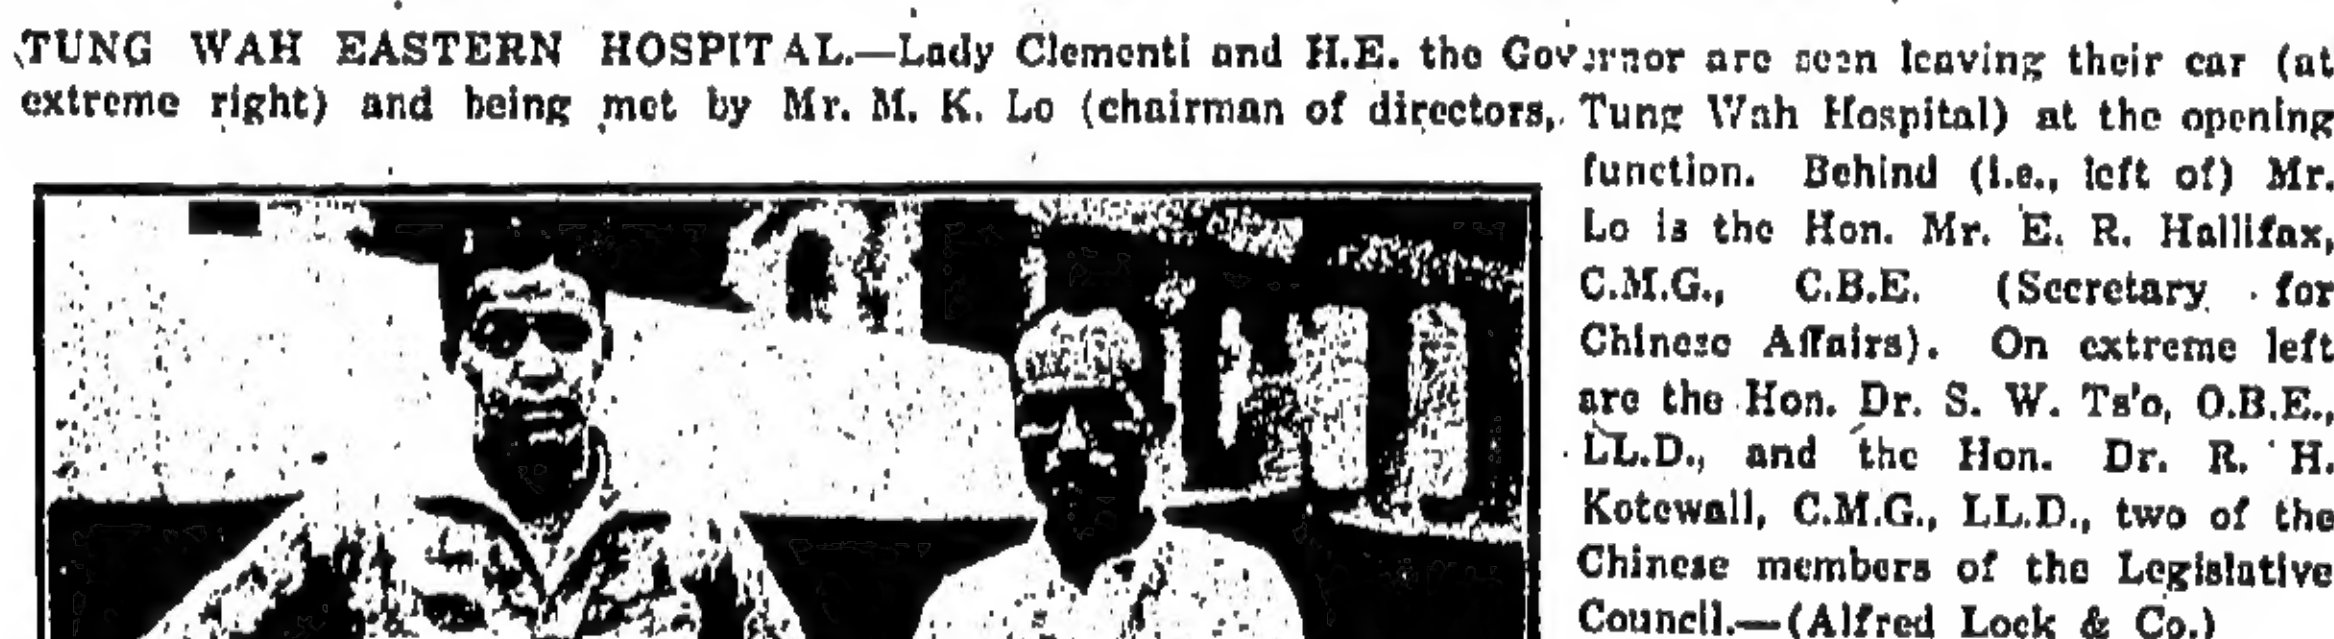 TUNG WAH EASTERN HOSPITAL.—Lady Clementi and H.E. the Governor are seen leaving their car (at
extreme right) and being met by Mr. M. K. Lo (chairman of directors, Tung Wah Hospital) at the opening
function. Behind (i.e., left of) Mr.
Lo is the Hon. Mr. E. R. Hallifax,
C.M.G., C.B.E. (Secretary for
Chinese Affairs). On extreme left
are the Hon. Dr. S. W. Ts'o, O.B.E.,
LL.D., and the Hon. Dr. R. H.
Kotewall, C.M.G., LL.D., two of the
Chinese members of the Legislative
Council.—(Alfred Lock & Co.)